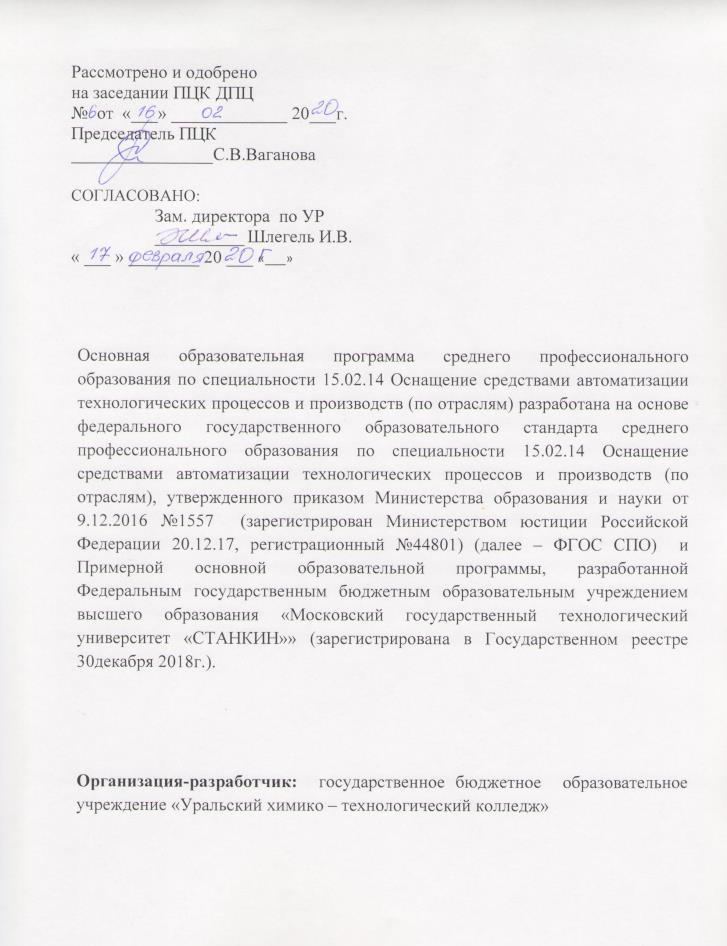 Рассмотрено и одобрено
на заседании ПЦК ДПЦ
№6от «16» 02 2020г.
Председатель ПЦК
С.В.Ваганова
СОГЛАСОВАНО:
Зам. директора по УР
Шлегель И.В.
« 17 » февраля 2020 г «__»
Основная образовательная программа среднего профессионального
образования по специальности 15.02.14 Оснащение средствами автоматизации
технологических процессов и производств (по отраслям) разработана на основе
федерального государственного образовательного стандарта среднего
профессионального образования по специальности 15.02.14 Оснащение
средствами автоматизации технологических процессов и производств (по
отраслям), утвержденного приказом Министерства образования и науки от
9.12.2016 №1557 (зарегистрирован Министерством юстиции Российской
Федерации 20.12.17, регистрационный №44801) (далее – ФГОС СПО) и
Примерной основной образовательной программы, разработанной
Федеральным государственным бюджетным образовательным учреждением
высшего образования «Московский государственный технологический
университет «СТАНКИН»» (зарегистрирована в Государственном реестре
30декабря 2018г.).
Организация-разработчик: государственное бюджетное образовательное
учреждение «Уральский химико – технологический колледж»